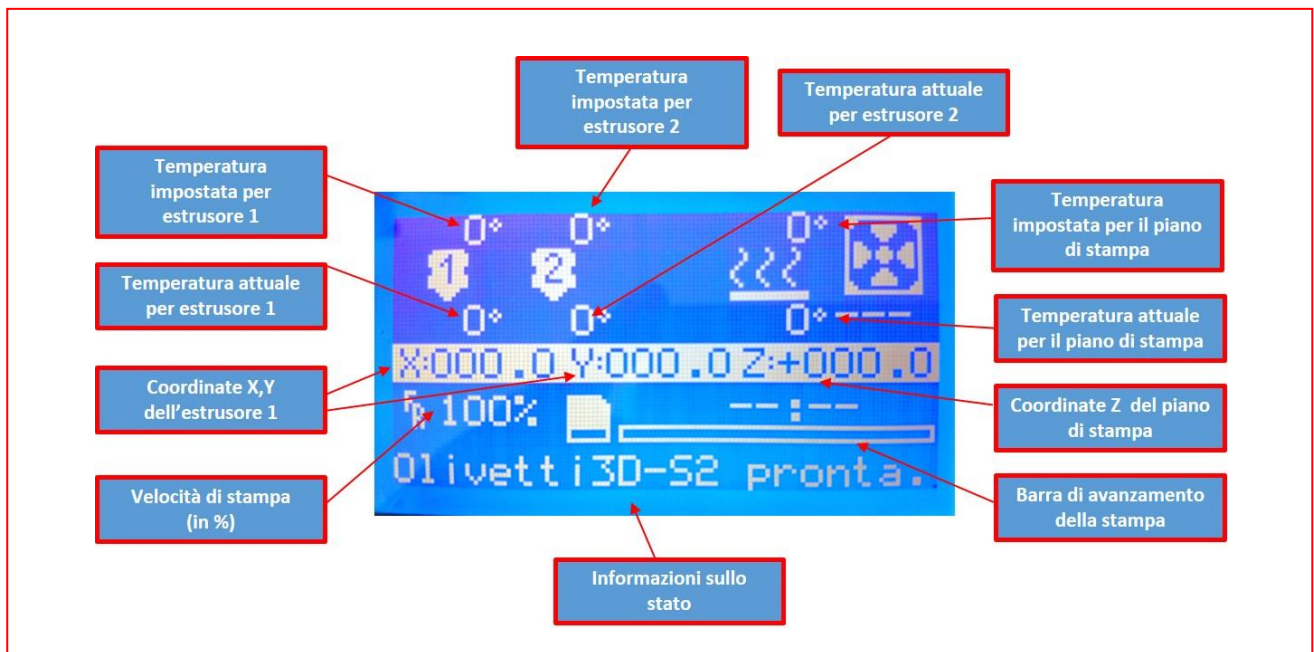 Temperatura
impostata per
estrusore 2
Temperatura attuale
per estrusore 2
Temperatura
impostata per
estrusore 1
Temperatura
impostata per il piano
di stampa
Temperatura attuale
per estrusore 1
Temperatura attuale
per il piano di stampa
Coordinate X,Y
dell’estrusore 1
Coordinate Z del piano
di stampa
Velocità di stampa
(in %)
Barra di avanzamento
della stampa
Informazioni sullo
stato
0° 0° 0°
1 2
0° 0° 0° ---
X:000.0 Y:000.0 Z:+000.0
100% --:--
Olivetti3D-S2 pronta.